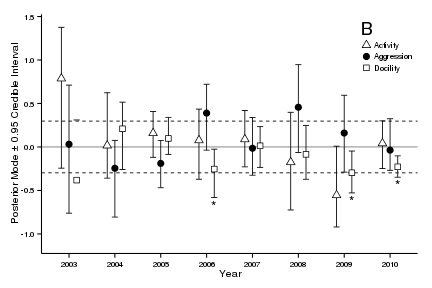 B
Activity
Aggression
Docility
1.5
1.0
0.5
0.0
-0.5
-1.0
Posterior Mode ± 0.95 Credible Interval
* * *
2003 2004 2005 2006 2007 2008 2009 2010
Year